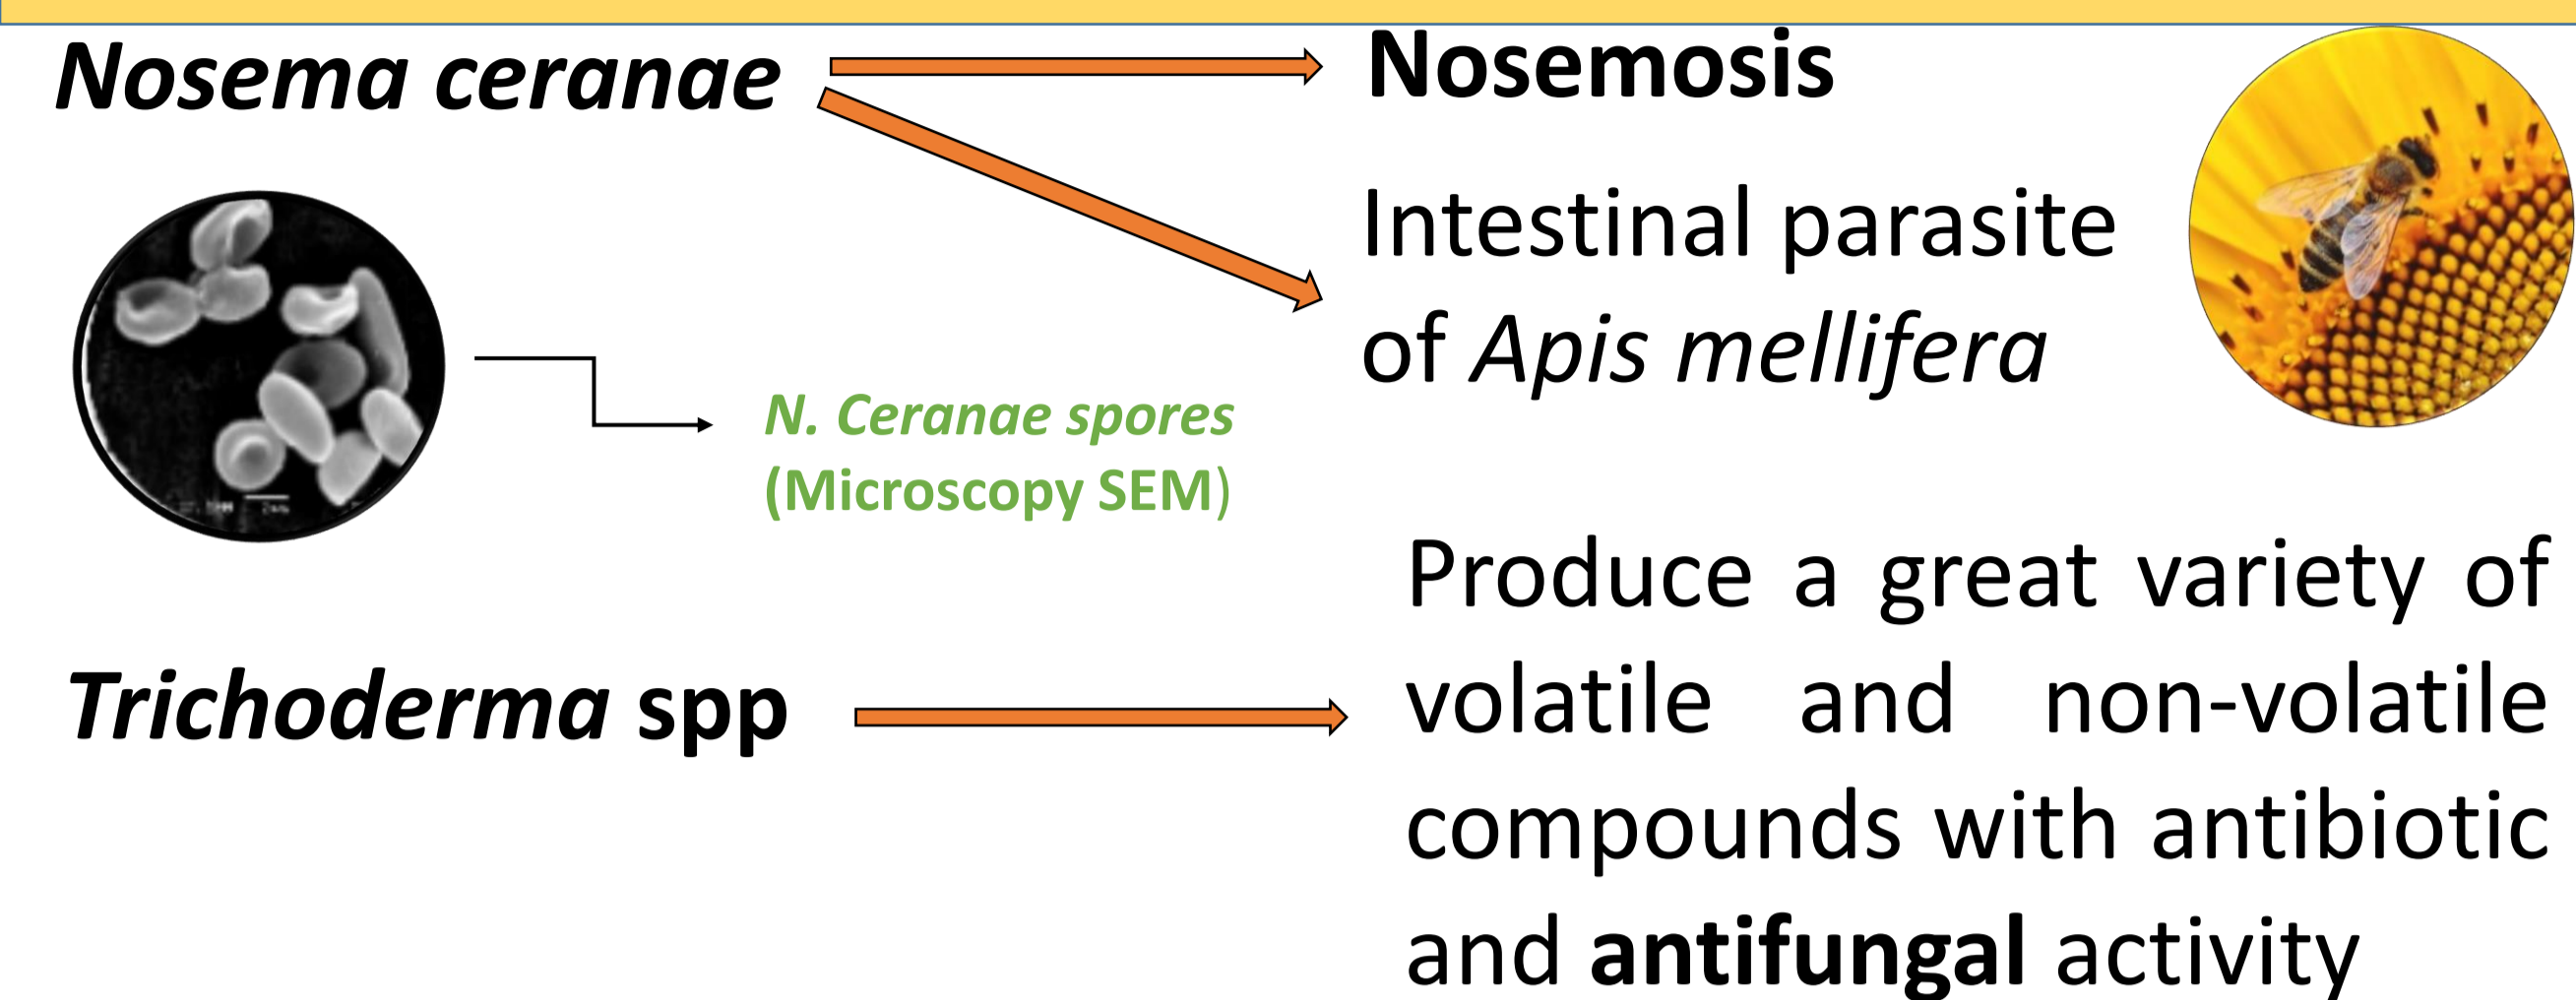 Nosema ceranae
Nosemosis
Intestinal parasite
of Apis mellifera
N. Ceranae spores
(Microscopy SEM)
Trichoderma spp
Produce a great variety of
volatile and non-volatile
compounds with antibiotic
and antifungal activity